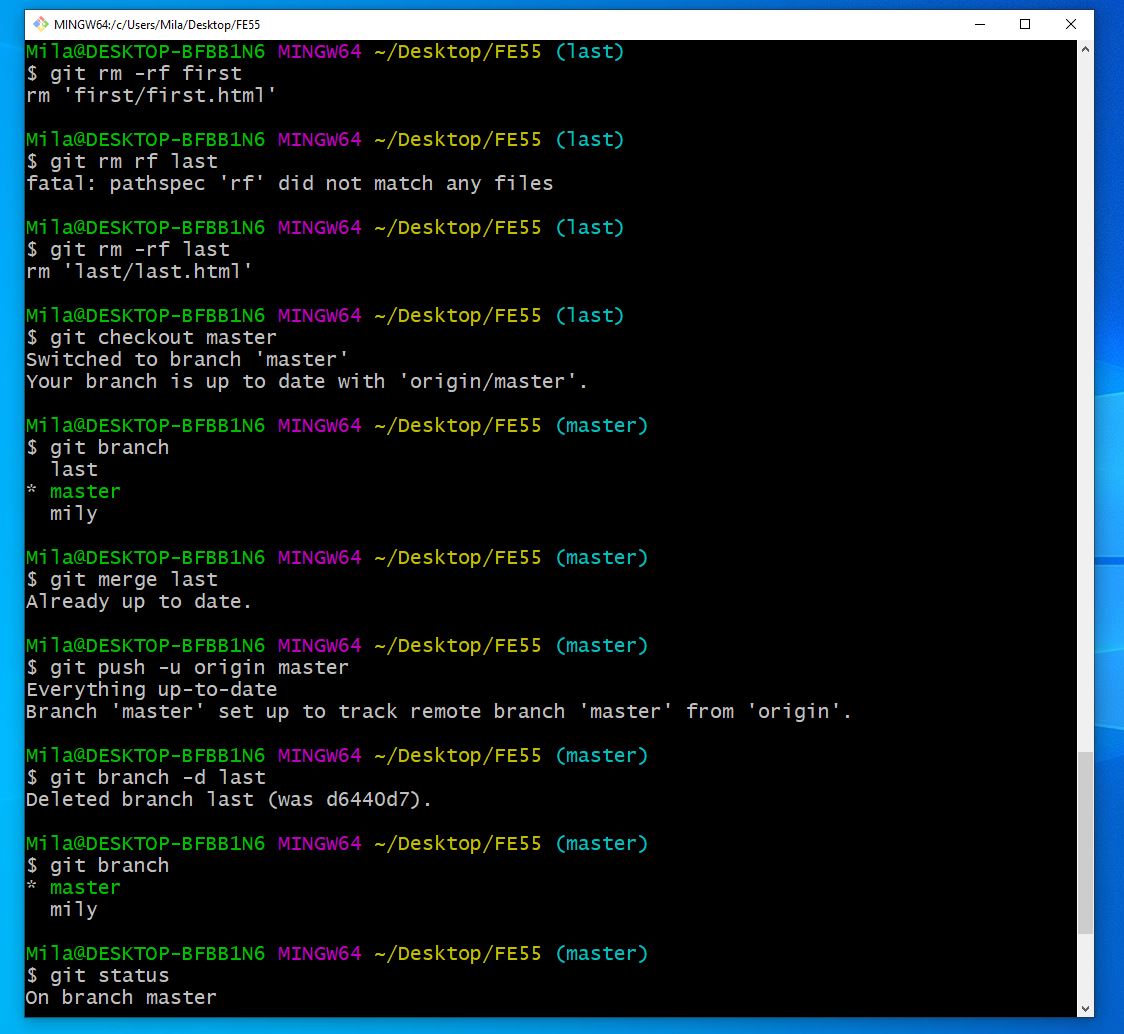 MINGW64:/c/Users/Mila/Desktop/FE55
Mila@DESKTOP-BFBB1N6 MINGW64 ~/Desktop/FE55 (last)
$ git rm -rf first
rm 'first/first.html'
Mila@DESKTOP-BFBB1N6 MINGW64 ~/Desktop/FE55 (last)
$ git rm rf last
fatal: pathspec 'rf' did not match any files
Mila@DESKTOP-BFBB1N6 MINGW64 ~/Desktop/FE55 (last)
$ git rm -rf last
rm 'last/last.html'
Mila@DESKTOP-BFBB1N6 MINGW64 ~/Desktop/FE55 (last)
$ git checkout master
Switched to branch 'master'
Your branch is up to date with 'origin/master'.
Mila@DESKTOP-BFBB1N6 MINGW64 ~/Desktop/FE55 (master)
$ git branch
last
* master
mily
Mila@DESKTOP-BFBB1N6 MINGW64 ~/Desktop/FE55 (master)
$ git merge last
Already up to date.
Mila@DESKTOP-BFBB1N6 MINGW64 ~/Desktop/FE55 (master)
$ git push -u origin master
Everything up-to-date
Branch 'master' set up to track remote branch 'master' from 'origin'.
Mila@DESKTOP-BFBB1N6 MINGW64 ~/Desktop/FE55 (master)
$ git branch -d last
Deleted branch last (was d6440d7).
Mila@DESKTOP-BFBB1N6 MINGW64 ~/Desktop/FE55 (master)
$ git branch
* master
mily
Mila@DESKTOP-BFBB1N6 MINGW64 ~/Desktop/FE55 (master)
$ git status
On branch master